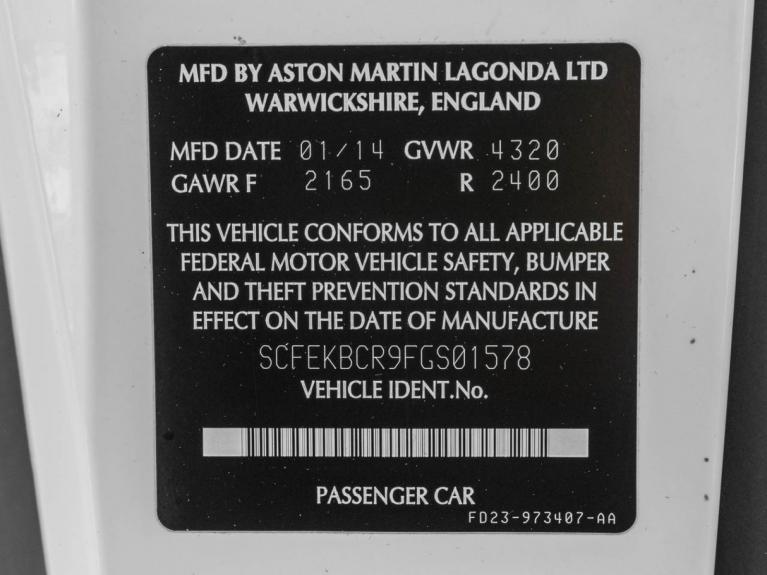 MFD BY ASTON MARTIN LAGONDA LTD
WARWICKSHIRE, ENGLAND
MFD DATE 01/14 GVWR 4320
GAWR F 2165 R 2400
THIS VEHICLE CONFORMS TO ALL APPLICABLE
FEDERAL MOTOR VEHICLE SAFETY, BUMPER
AND THEFT PREVENTION STANDARDS IN
EFFECT ON THE DATE OF MANUFACTURE
SCFEKBCR9FGS01578
VEHICLE IDENT.No.
PASSENGER CAR
FD23-973407-AA